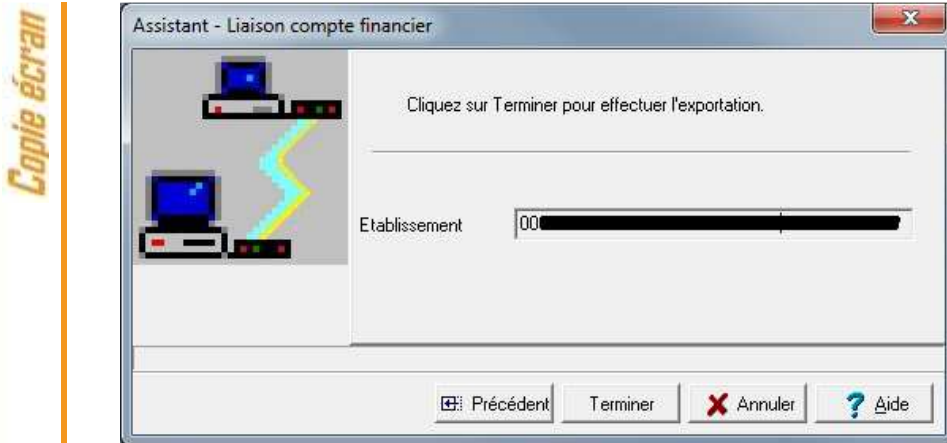 Copie écran
Assistant - Liaison compte financier
Cliquez sur Terminer pour effectuer l'exportation.
Etablissement
00
Précédent
Terminer
Annuler
Aide